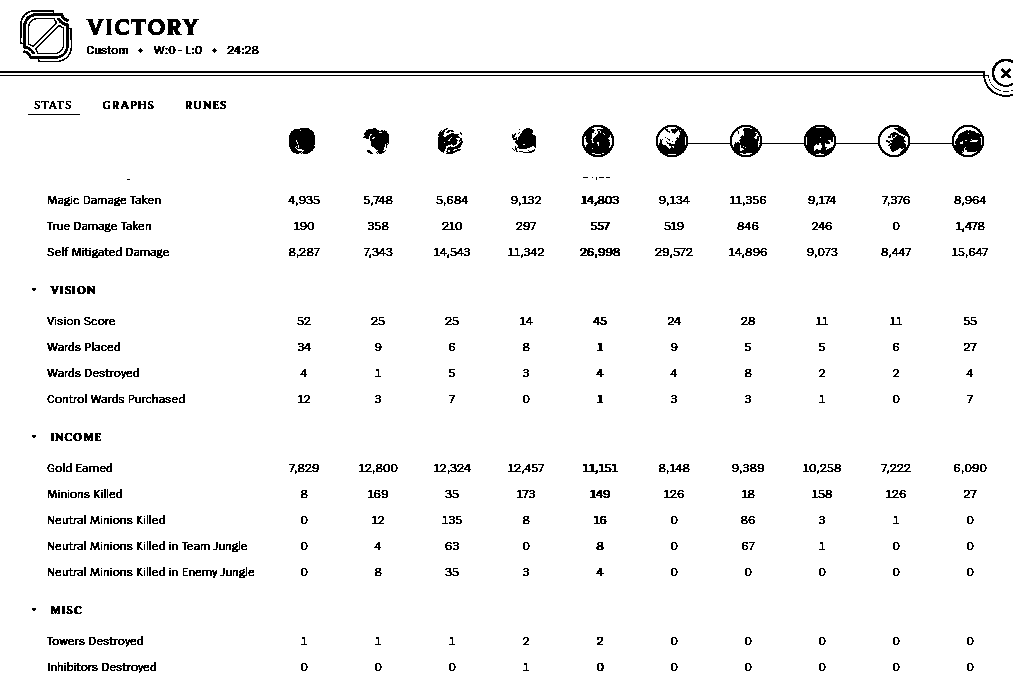 VICTORY
Custom • W:0 - L:0 • 24:28
STATS GRAPHS RUNES
Magic Damage Taken 4,935 5,748 5,684 9,132 14,803 9,134 11,356 9,174 7,376 8,964
True Damage Taken 190 358 210 297 557 519 846 246 0 1,478
Self Mitigated Damage 8,287 7,343 14,543 11,342 26,998 29,572 14,896 9,073 8,447 15,647
VISION
Vision Score 52 25 25 14 45 24 28 11 11 55
Wards Placed 34 9 6 8 1 9 5 5 6 27
Wards Destroyed 4 1 5 3 4 4 8 2 2 4
Control Wards Purchased 12 3 7 0 1 3 3 1 0 7
INCOME
Gold Earned 7,829 12,800 12,324 12,457 11,151 8,148 9,389 10,258 7,222 6,090
Minions Killed 8 169 35 173 149 126 18 158 126 27
Neutral Minions Killed 0 12 135 8 16 0 86 3 1 0
Neutral Minions Killed in Team Jungle 0 4 63 0 8 0 67 1 0 0
Neutral Minions Killed in Enemy Jungle 0 8 35 3 4 0 0 0 0 0
MISC
Towers Destroyed 1 1 1 2 2 0 0 0 0 0
Inhibitors Destroyed 0 0 0 1 0 0 0 0 0 0